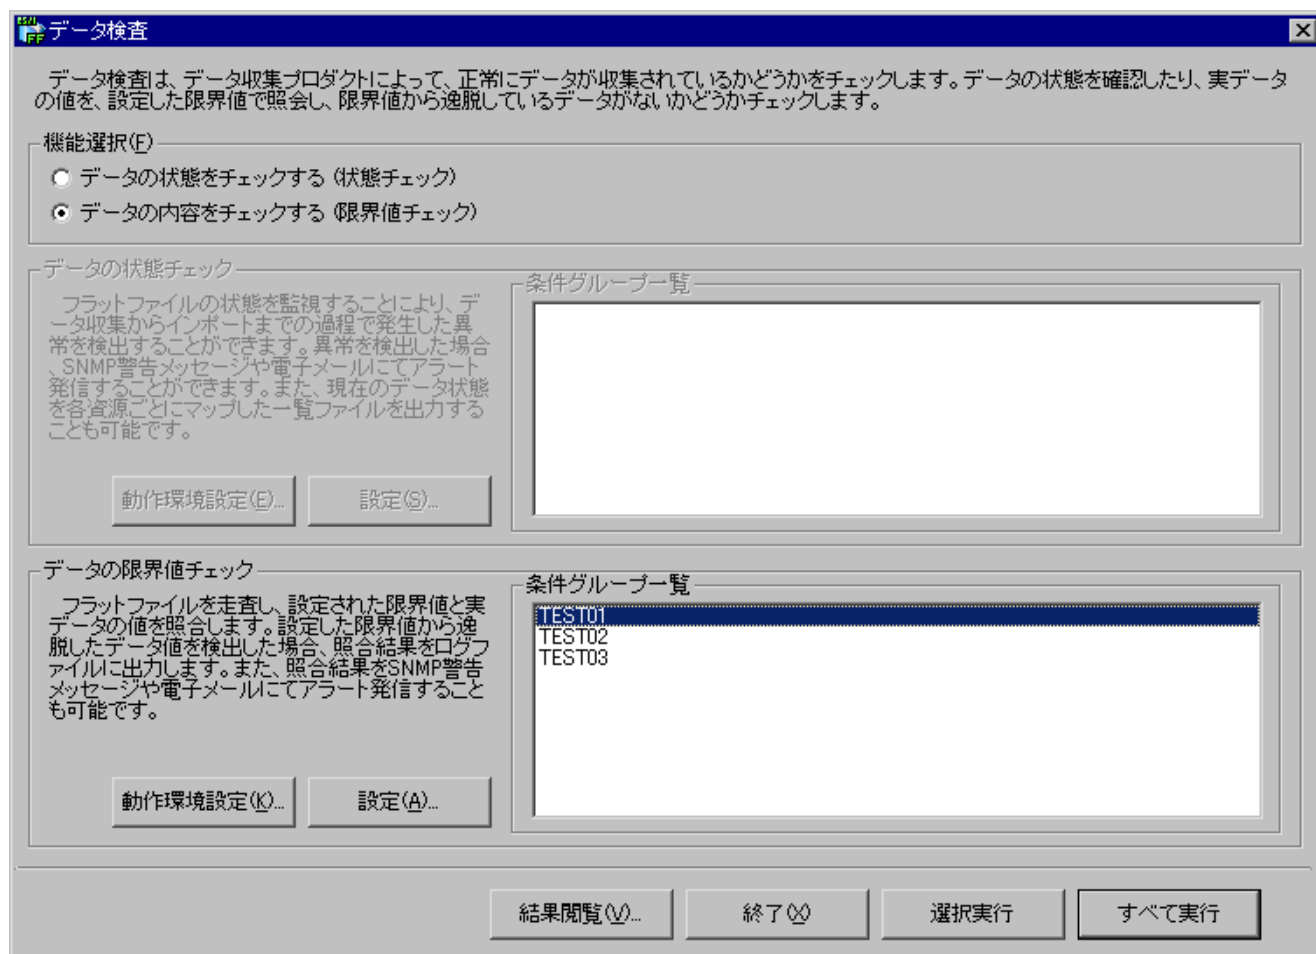 データ検査
データ検査は、データ収集プロダクトによって、正常にデータが収集されているかどうかをチェックします。データの状態を確認したり、実データ
の値を、設定した限界値で照会し、限界値から逸脱しているデータがないかどうかチェックします。
機能選択(F)
データの状態をチェックする (状態チェック)
データの内容をチェックする (限界値チェック)
データの状態チェック
フラットファイルの状態を監視することにより、デ
ータ収集からインポートまでの過程で発生した異
常を検出することができます。異常を検出した場合
、SNMP警告メッセージや電子メールにてアラート
発信することができます。また、現在のデータ状態
を各資源ごとにマップした一覧ファイルを出力する
ことも可能です。
動作環境設定(E)...
設定(S)...
条件グループ一覧
データの限界値チェック
フラットファイルを走査し、設定された限界値と実
データの値を照合します。設定した限界値から逸
脱したデータ値を検出した場合、照合結果をログフ
ァイルに出力します。また、照合結果をSNMP警告
メッセージや電子メールにてアラート発信すること
も可能です。
動作環境設定(K)...
設定(A)...
条件グループ一覧
TEST01
TEST02
TEST03
結果閲覧(V)...
終了(X)
選択実行
すべて実行